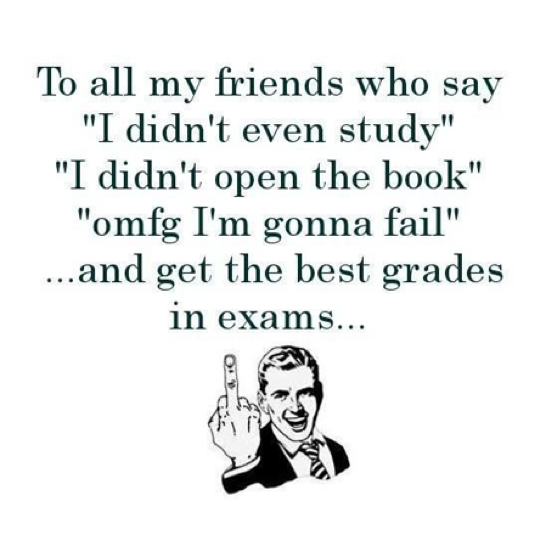 To all my friends who say
"I didn't even study"
"I didn't open the book"
"omfg I'm gonna fail"
...and get the best grades
in exams...